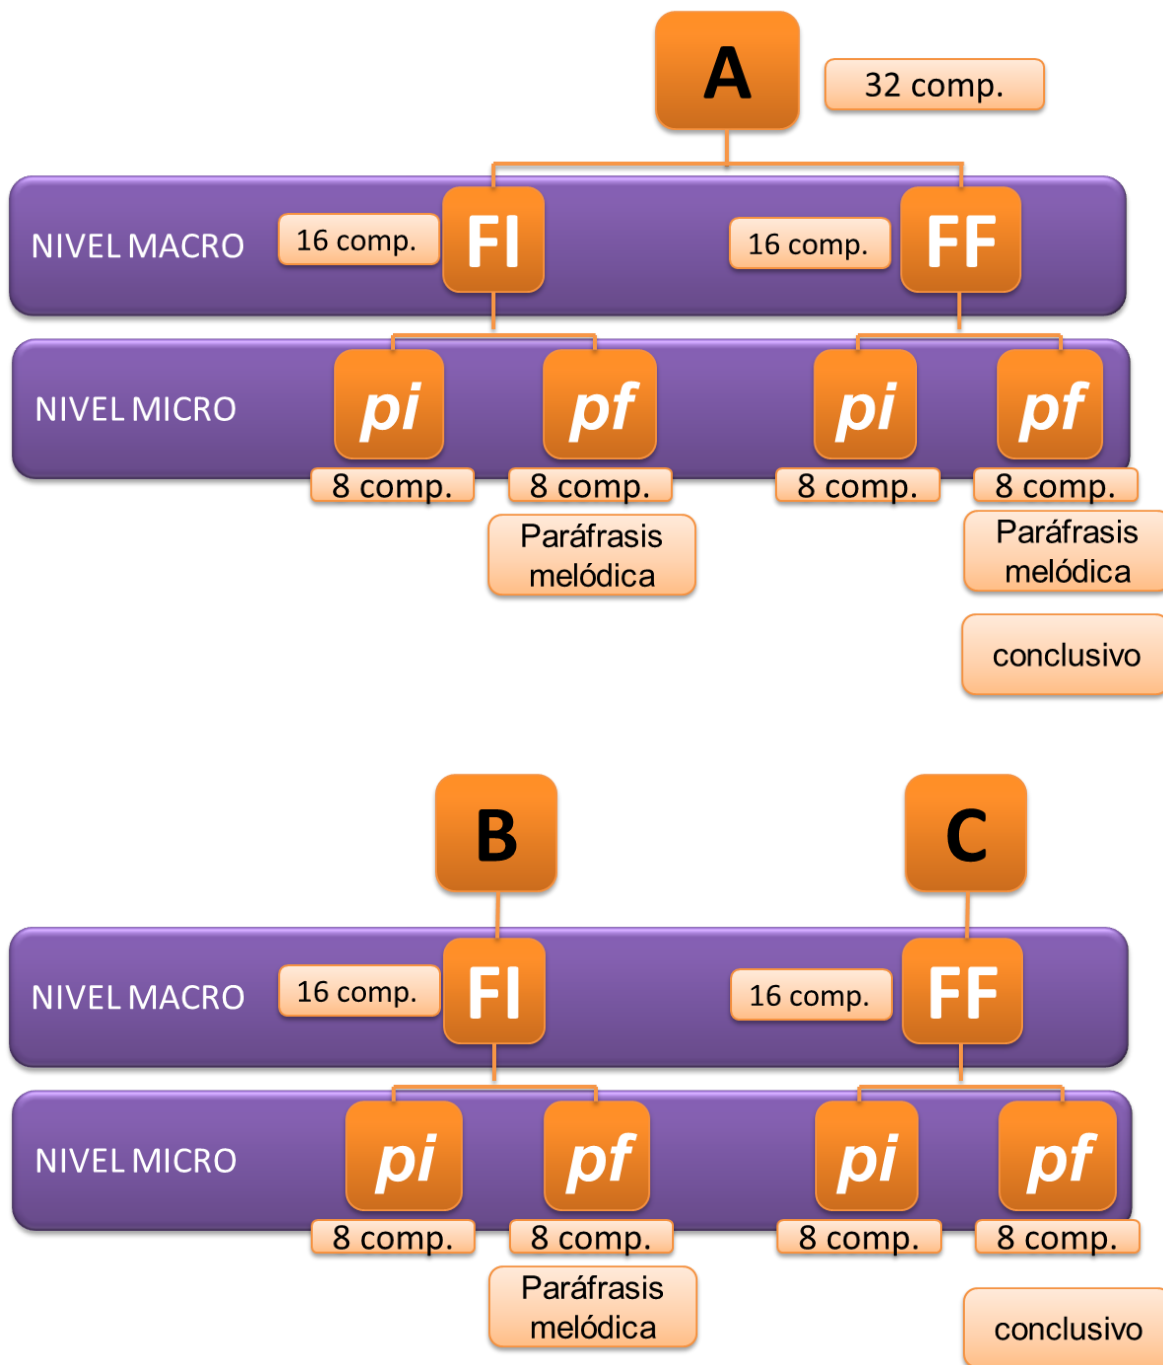 A
32 comp.
NIVEL MACRO
16 comp.
FI
16 comp.
FF
NIVEL MICRO
pi
pf
pi
pf
8 comp.
8 comp.
8 comp.
8 comp.
Paráfrasis
melódica
Paráfrasis
melódica
conclusivo
B
C
NIVEL MACRO
16 comp.
FI
16 comp.
FF
NIVEL MICRO
pi
pf
pi
pf
8 comp.
8 comp.
8 comp.
8 comp.
Paráfrasis
melódica
conclusivo